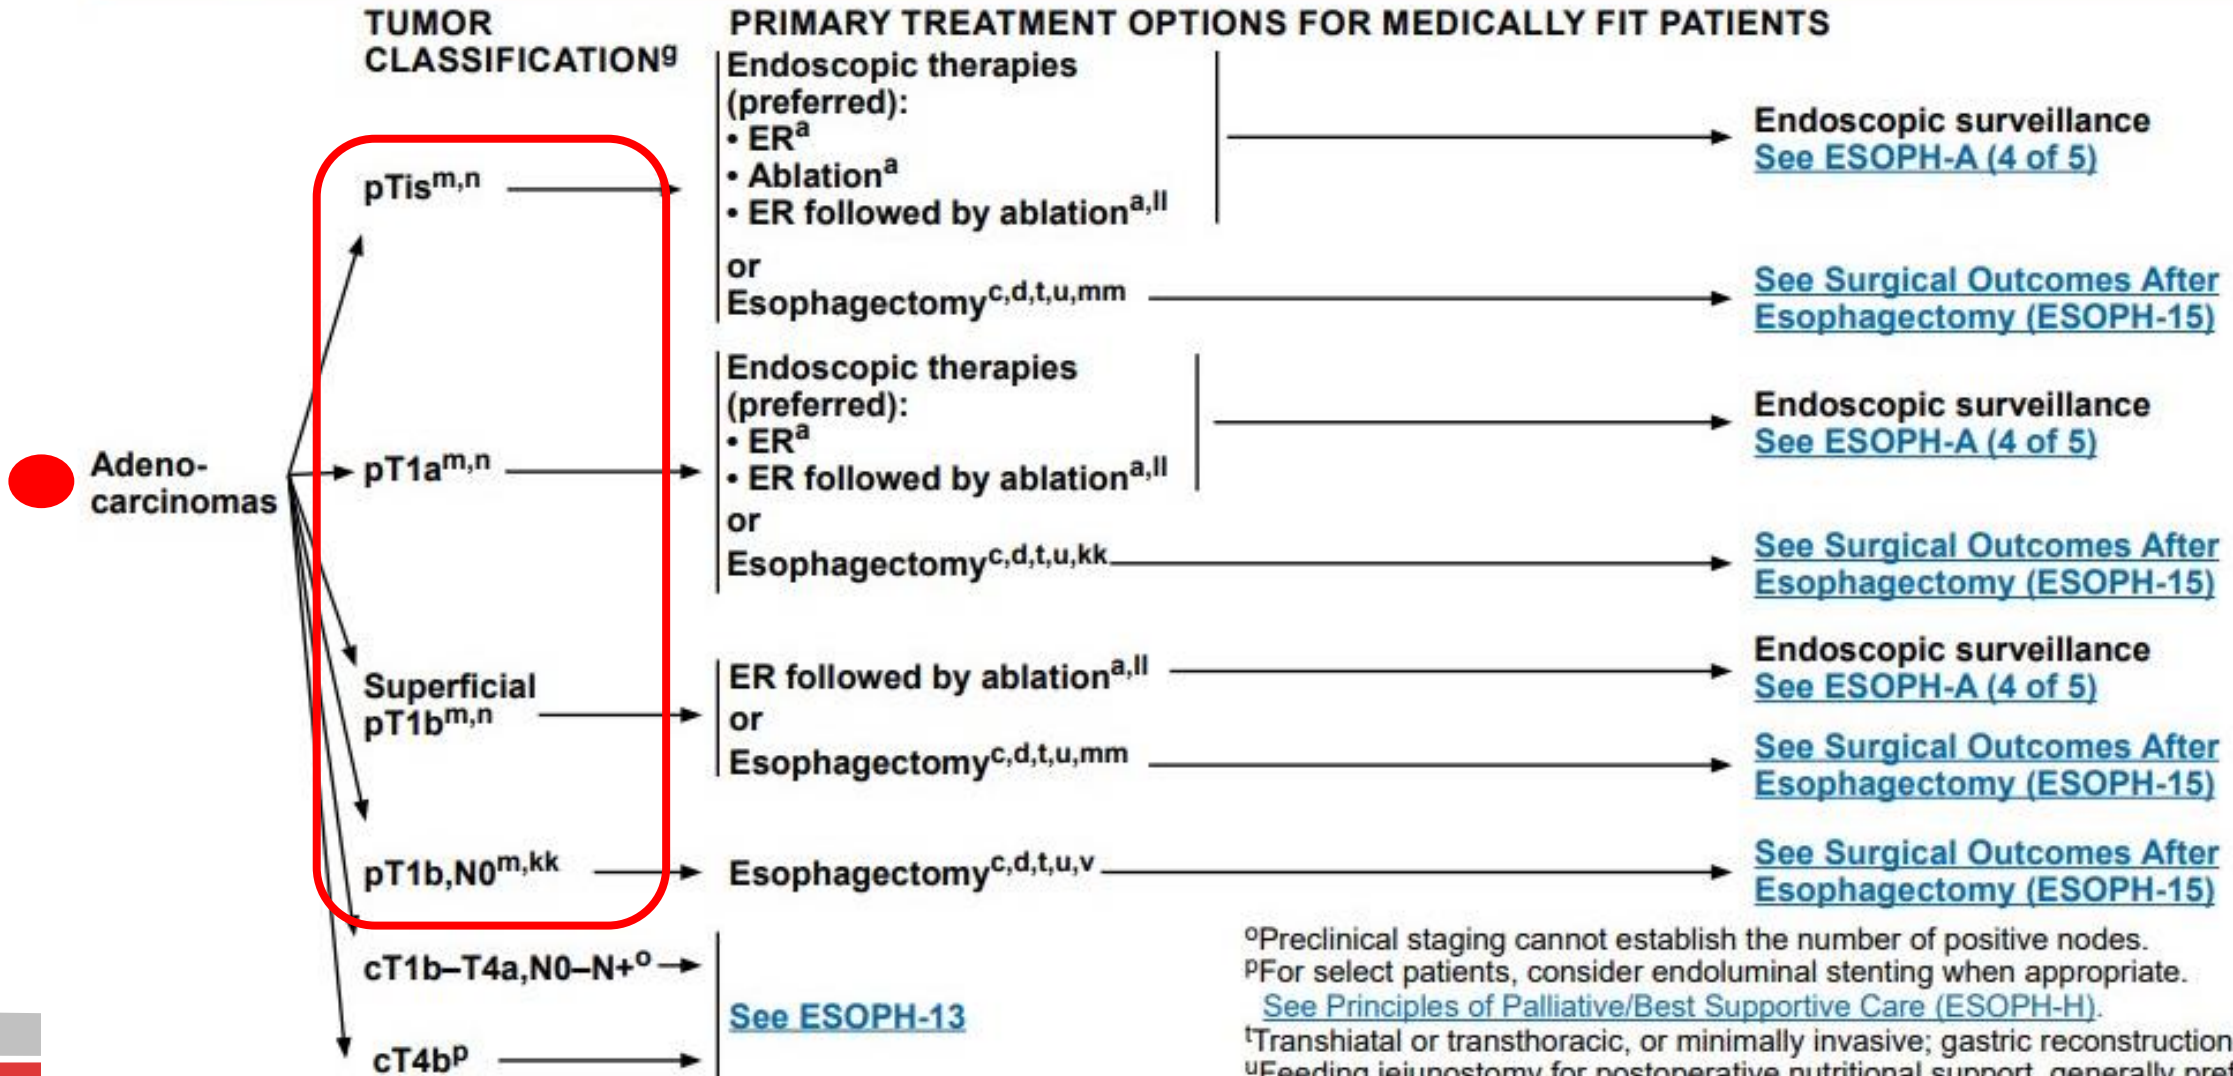 TUMOR
CLASSIFICATIONg
PRIMARY TREATMENT OPTIONS FOR MEDICALLY FIT PATIENTS
Adeno-
carcinomas
pTism,n
Endoscopic therapies
(preferred):
• ERa
• Ablationa
• ER followed by ablationa,ll
Endoscopic surveillance
See ESOPH-A (4 of 5)
or
Esophagectomyc,d,t,u,mm
See Surgical Outcomes After
Esophagectomy (ESOPH-15)
pT1am,n
Endoscopic therapies
(preferred):
• ERa
• ER followed by ablationa,ll
Endoscopic surveillance
See ESOPH-A (4 of 5)
or
Esophagectomyc,d,t,u,kk
See Surgical Outcomes After
Esophagectomy (ESOPH-15)
Superficial
pT1bm,n
ER followed by ablationa,ll
Endoscopic surveillance
See ESOPH-A (4 of 5)
or
Esophagectomyc,d,t,u,mm
See Surgical Outcomes After
Esophagectomy (ESOPH-15)
pT1b,N0m,kk
Esophagectomyc,d,t,u,v
See Surgical Outcomes After
Esophagectomy (ESOPH-15)
cT1b–T4a,N0–N+o
cT4bp
See ESOPH-13
oPreclinical staging cannot establish the number of positive nodes.
pFor select patients, consider endoluminal stenting when appropriate.
See Principles of Palliative/Best Supportive Care (ESOPH-H).
tTranshiatal or transthoracic, or minimally invasive; gastric reconstruction
uFeeding jejunostomy for postoperative nutritional support, generally